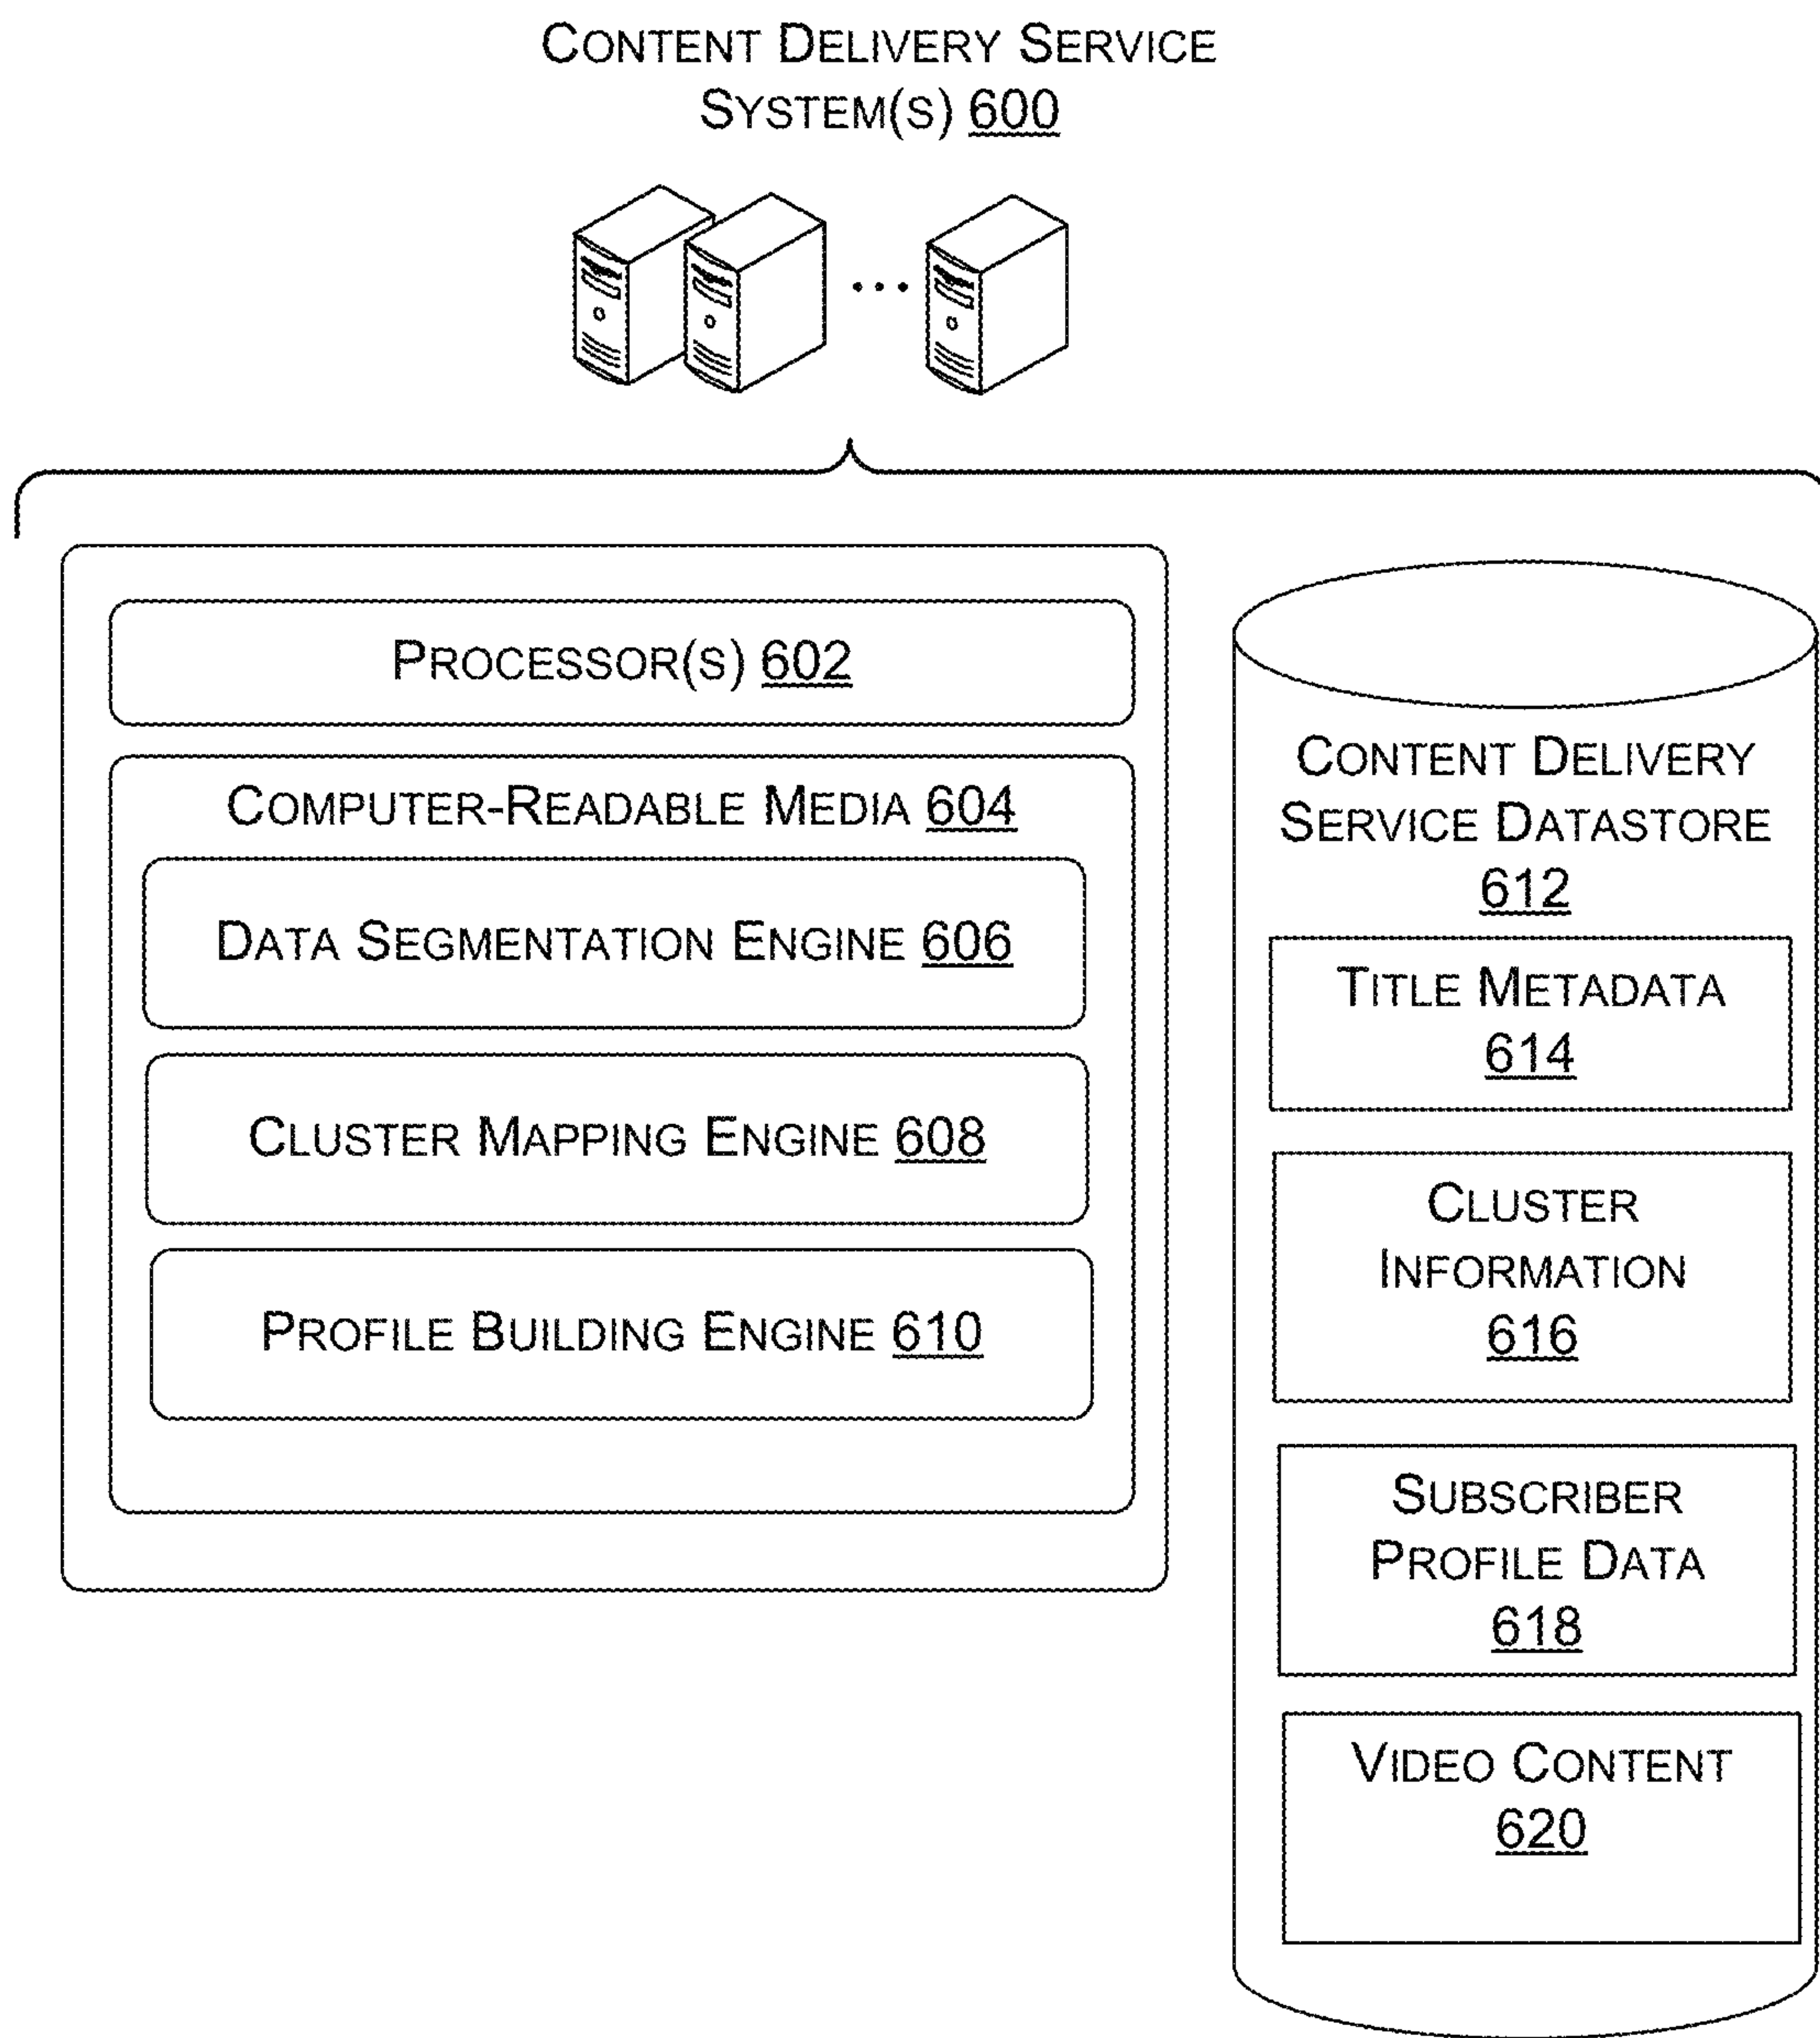 CONTENT DELIVERY SERVICE
SYSTEM(S) 600
PROCESSOR(S) 602
COMPUTER-READABLE MEDIA 604
DATA SEGMENTATION ENGINE 606
CLUSTER MAPPING ENGINE 608
PROFILE BUILDING ENGINE 610
CONTENT DELIVERY
SERVICE DATASTORE
612
TITLE METADATA
614
CLUSTER
INFORMATION
616
SUBSCRIBER
PROFILE DATA
618
VIDEO CONTENT
620